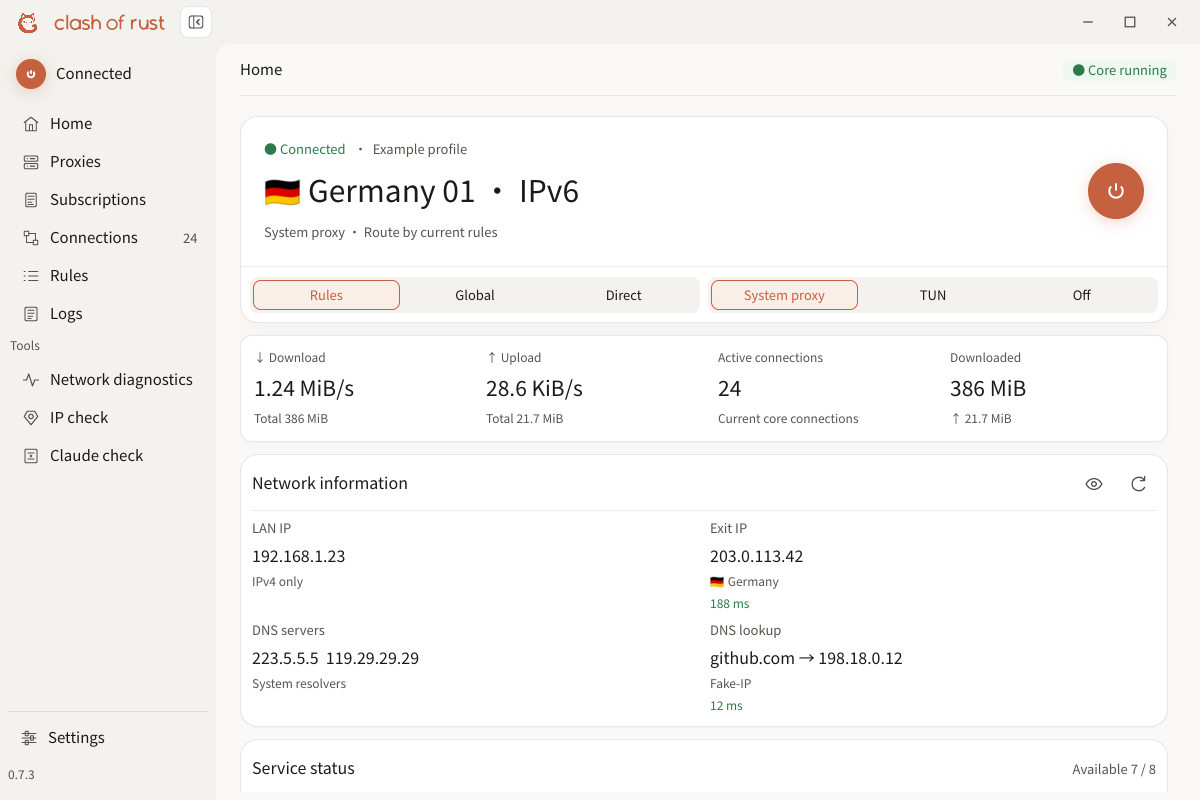 clash of rust
Connected
Home
Proxies
Subscriptions
Connections 24
Rules
Logs
Tools
Network diagnostics
IP check
Claude check
Settings
0.7.3
Home
Core running
Connected • Example profile
Germany 01 • IPv6
System proxy • Route by current rules
Rules Global Direct System proxy TUN Off
↓ Download
1.24 MiB/s
Total 386 MiB
↑ Upload
28.6 KiB/s
Total 21.7 MiB
Active connections
24
Current core connections
Downloaded
386 MiB
↑ 21.7 MiB
Network information
LAN IP
192.168.1.23
IPv4 only
Exit IP
203.0.113.42
Germany
188 ms
DNS servers
223.5.5.5 119.29.29.29
System resolvers
DNS lookup
github.com → 198.18.0.12
Fake-IP
12 ms
Service status
Available 7 / 8